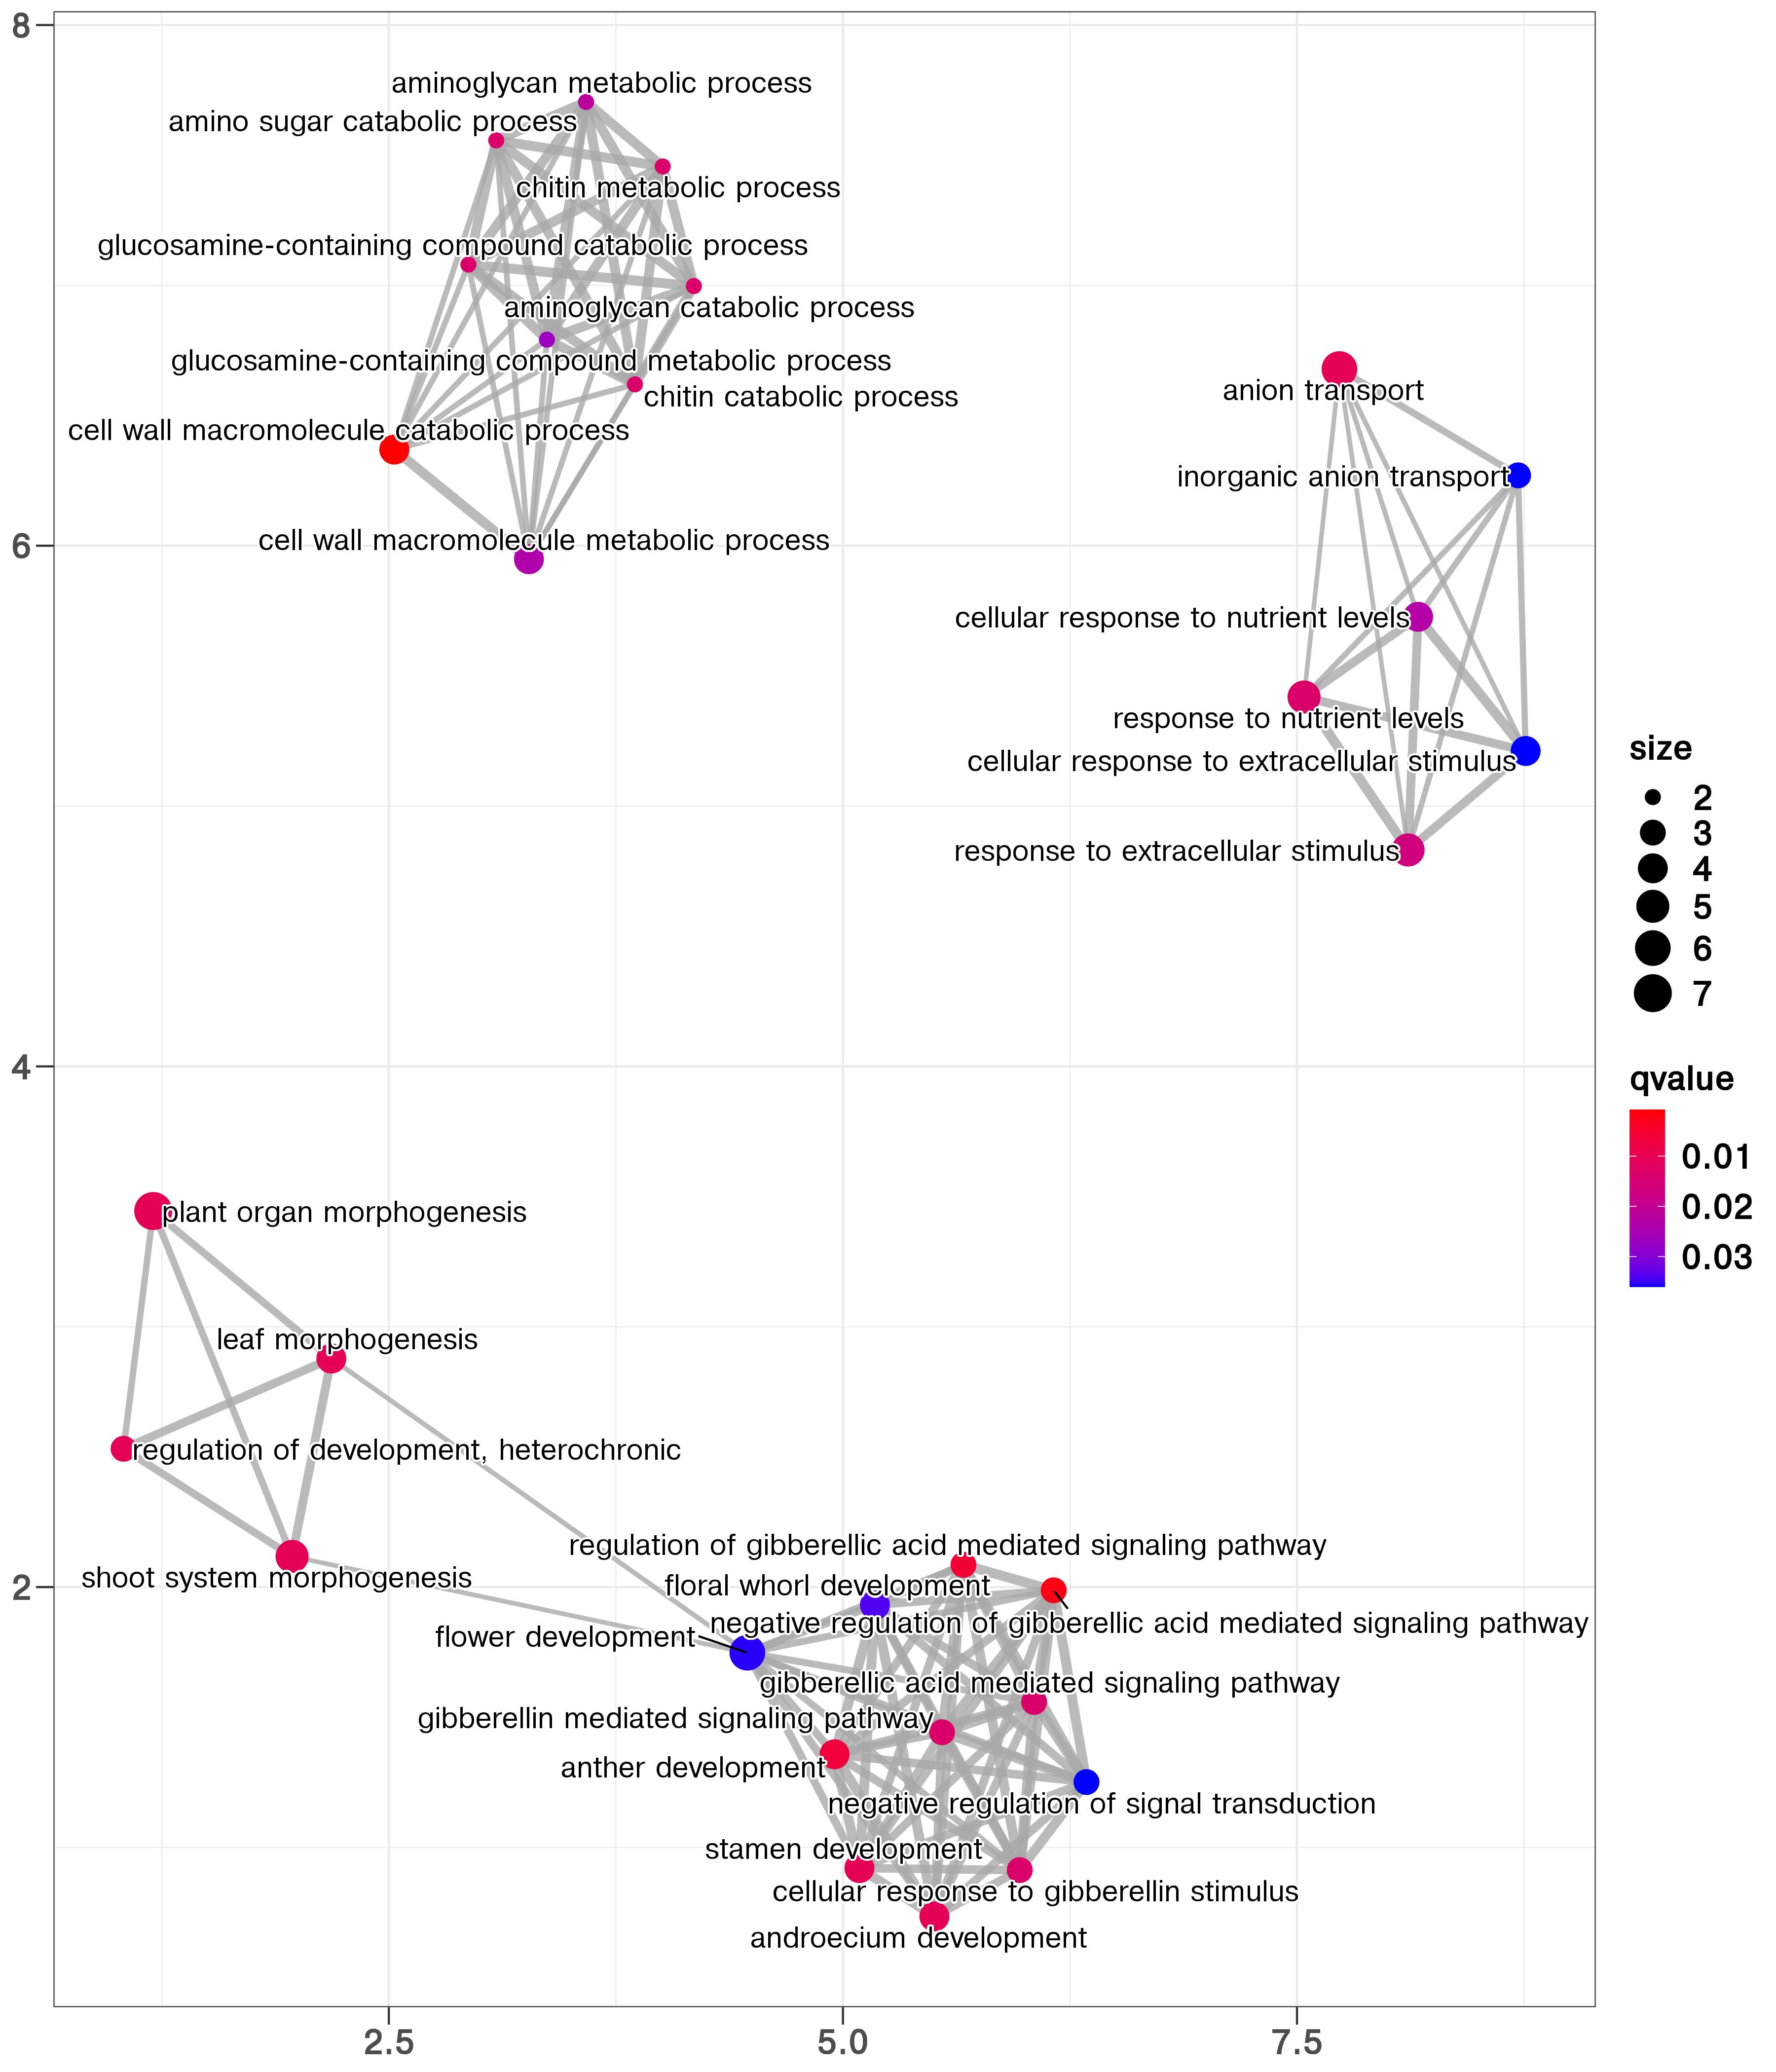 8
aminoglycan metabolic process
amino sugar catabolic process
chitin metabolic process
glucosamine-containing compound catabolic process
aminoglycan catabolic process
glucosamine-containing compound metabolic process
chitin catabolic process
anion transport
cell wall macromolecule catabolic process
inorganic anion transport
6
cell wall macromolecule metabolic process
cellular response to nutrient levels
response to nutrient levels
cellular response to extracellular stimulus
response to extracellular stimulus
size
2
3
4
5
6
7
4
qvalue
0.01
0.02
0.03
plant organ morphogenesis
leaf morphogenesis
regulation of development, heterochronic
regulation of gibberellic acid mediated signaling pathway
shoot system morphogenesis
2
floral whorl development
negative regulation of gibberellic acid mediated signaling pathway
flower development
gibberellic acid mediated signaling pathway
gibberellin mediated signaling pathway
anther development
negative regulation of signal transduction
stamen development
cellular response to gibberellin stimulus
androecium development
2.5
5.0
7.5